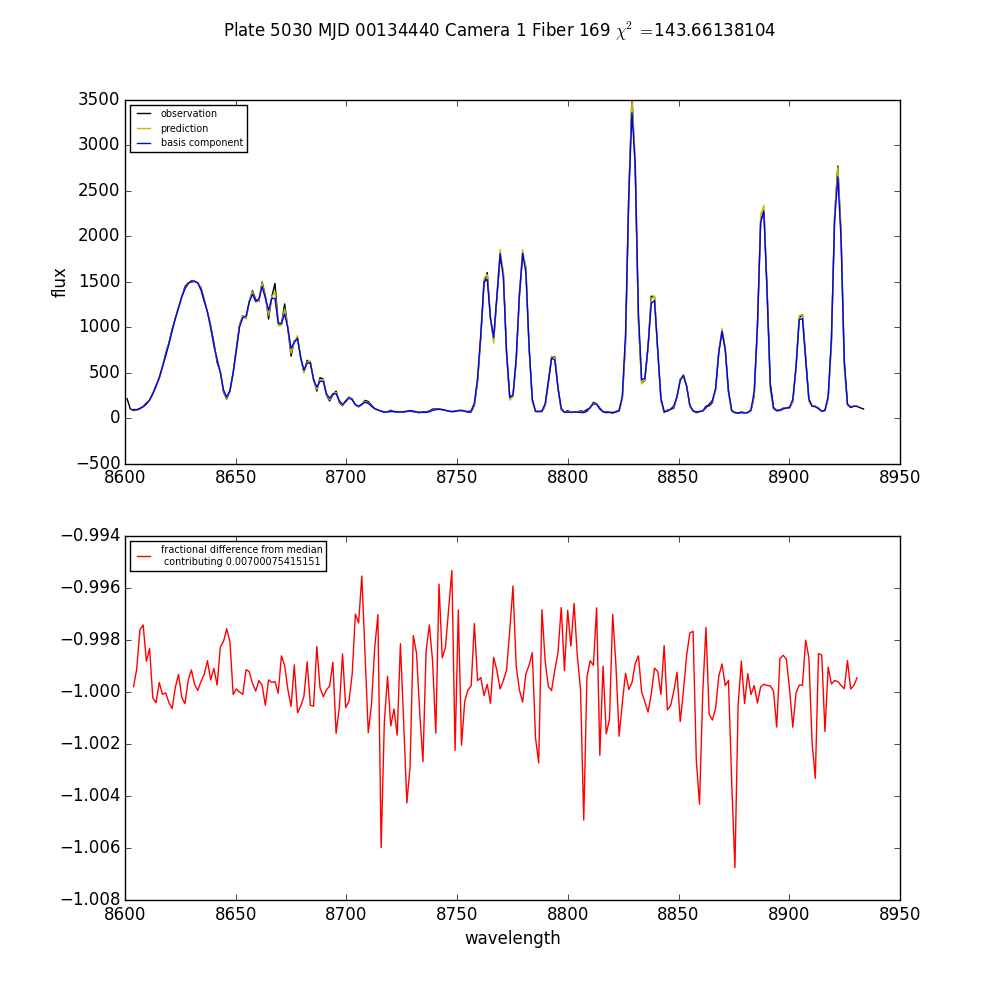 Plate 5030 MJD 00134440 Camera 1 Fiber 169 χ² =143.66138104
3500
3000
2500
2000
1500
1000
500
0
−500
flux
observation
prediction
basis component
8600 8650 8700 8750 8800 8850 8900 8950
−0.994
−0.996
−0.998
−1.000
−1.002
−1.004
−1.006
−1.008
fractional difference from median
contributing 0.00700075415151
8600 8650 8700 8750 8800 8850 8900 8950
wavelength